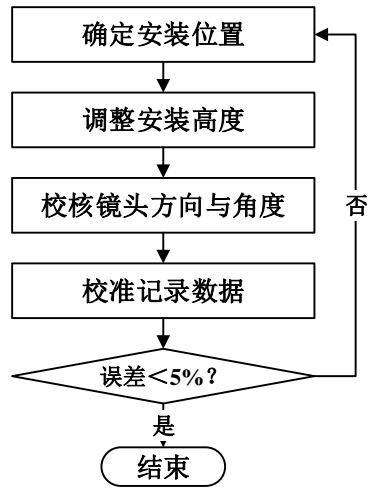 确定安装位置
调整安装高度
校核镜头方向与角度
否
校准记录数据
误差＜5%？
是
结束